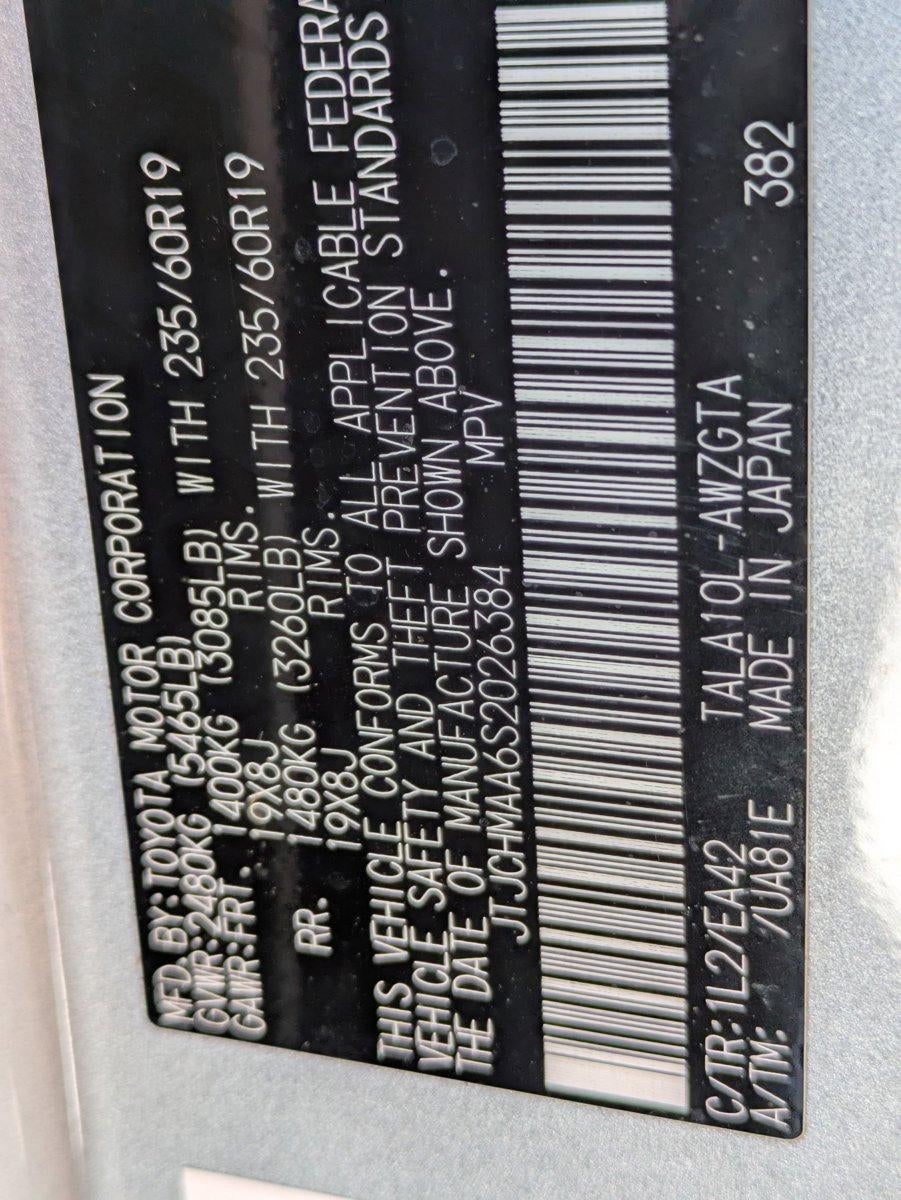 MFD. BY: TOYOTA MOTOR CORPORATION
GVWR: 2480KG (5465LB)
GAWR: FRT. 1400KG (3085LB) WITH 235/60R19
19X8J RIMS.
RR. 1480KG (3260LB) WITH 235/60R19
19X8J RIMS.
THIS VEHICLE CONFORMS TO ALL APPLICABLE
VEHICLE SAFETY AND THEFT PREVENTION STANDARDS
THE DATE OF MANUFACTURE SHOWN ABOVE.
JTJCHMAA6S2026384 MPV
C/TR: 1L2/EA42 TALA10L-AWZGTA
A/TM: /UA81E MADE IN JAPAN 382